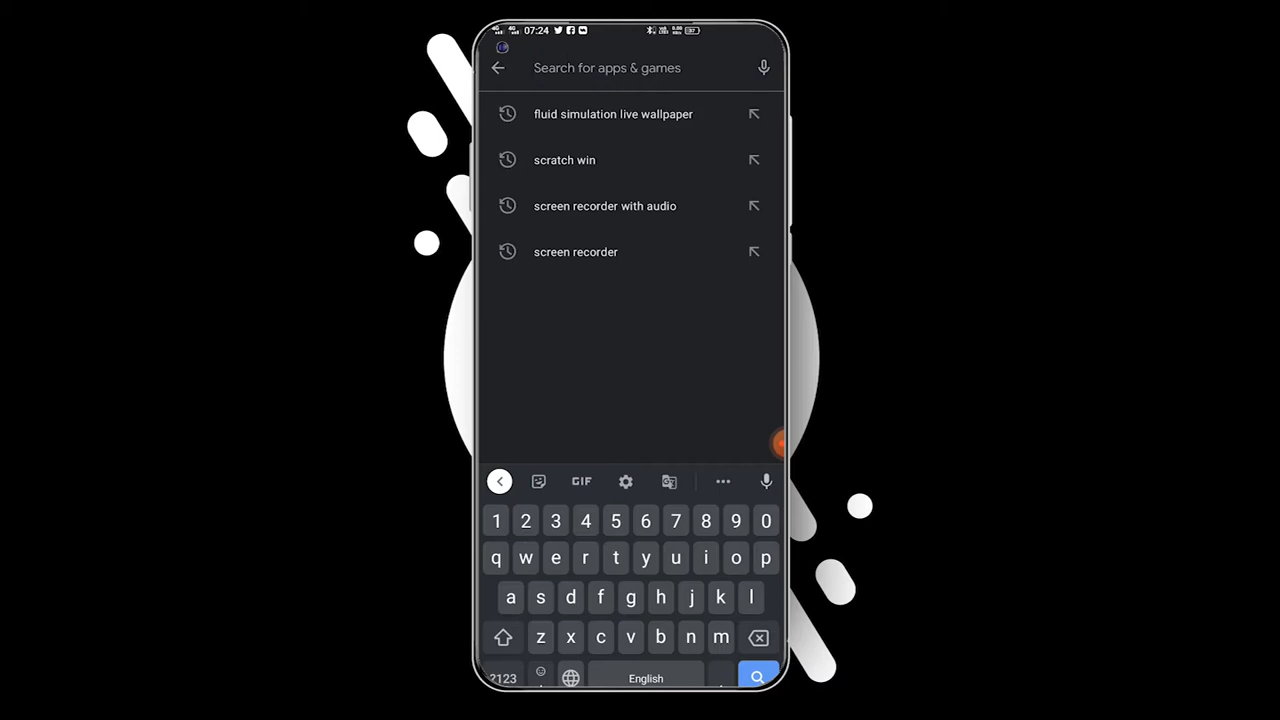 07:24
Search for apps & games
fluid simulation live wallpaper
scratch win
screen recorder with audio
screen recorder
GIF
1 2 3 4 5 6 7 8 9 0
q w e r t y u i o p
a s d f g h j k l
z x c v b n m
?123 English